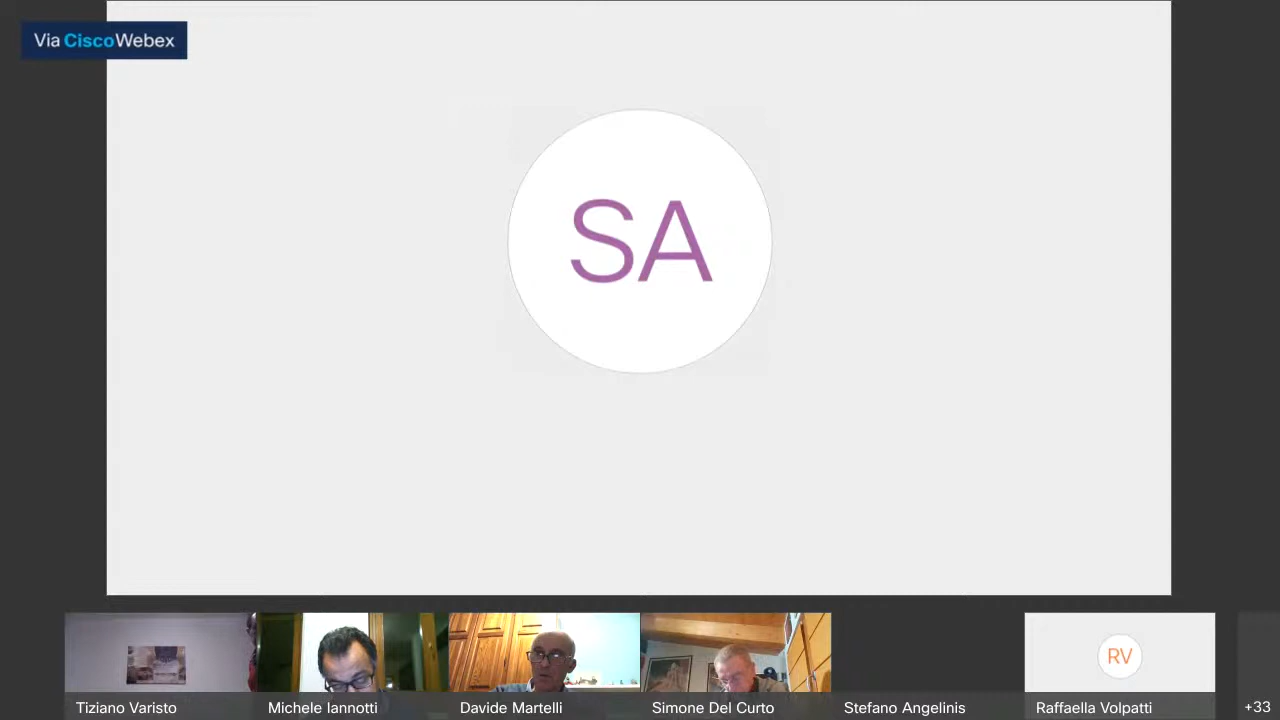 Via CiscoWebex
SA
RV
Tiziano Varisto
Michele Iannotti
Davide Martelli
Simone Del Curto
Stefano Angelinis
Raffaella Volpatti
+33